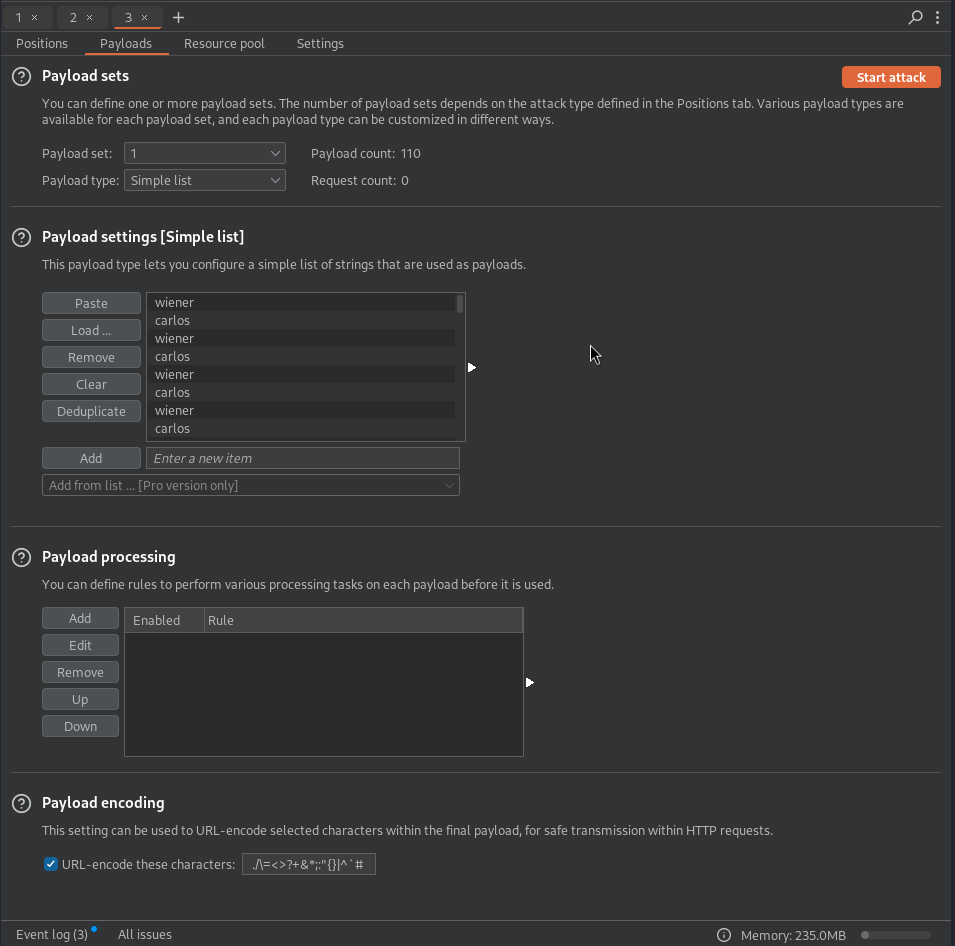 1 × 2 × 3 × +
Positions Payloads Resource pool Settings
? Payload sets Start attack
You can define one or more payload sets. The number of payload sets depends on the attack type defined in the Positions tab. Various payload types are
available for each payload set, and each payload type can be customized in different ways.
Payload set: 1 Payload count: 110
Payload type: Simple list Request count: 0
? Payload settings [Simple list]
This payload type lets you configure a simple list of strings that are used as payloads.
Paste
Load ...
Remove
Clear
Deduplicate
wiener
carlos
wiener
carlos
wiener
carlos
wiener
carlos
Add Enter a new item
Add from list ... [Pro version only]
? Payload processing
You can define rules to perform various processing tasks on each payload before it is used.
Add
Edit
Remove
Up
Down
Enabled Rule
? Payload encoding
This setting can be used to URL-encode selected characters within the final payload, for safe transmission within HTTP requests.
URL-encode these characters: ./\=<>?+&*;:"{}|^`#
Event log (3) All issues Memory: 235.0MB